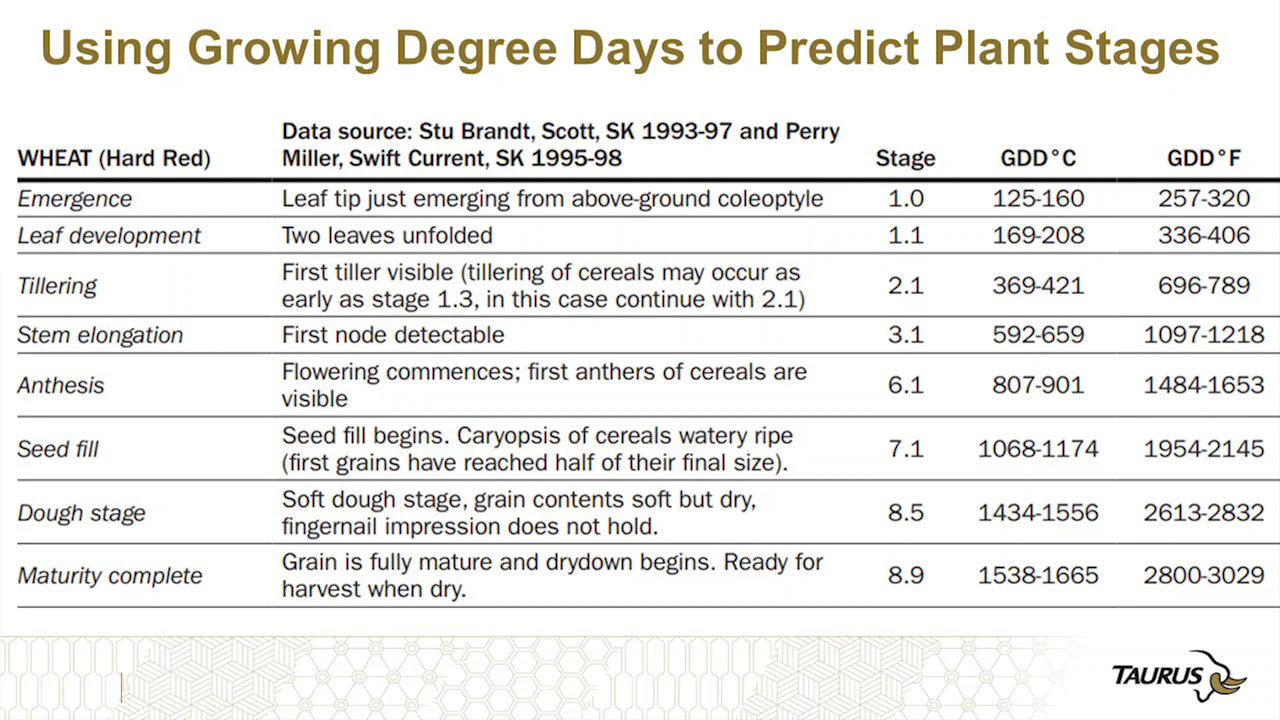 Using Growing Degree Days to Predict Plant Stages
WHEAT (Hard Red) Data source: Stu Brandt, Scott, SK 1993-97 and Perry
Miller, Swift Current, SK 1995-98 Stage GDD°C GDD°F
Emergence Leaf tip just emerging from above-ground coleoptyle 1.0 125-160 257-320
Leaf development Two leaves unfolded 1.1 169-208 336-406
Tillering First tiller visible (tillering of cereals may occur as
early as stage 1.3, in this case continue with 2.1) 2.1 369-421 696-789
Stem elongation First node detectable 3.1 592-659 1097-1218
Anthesis Flowering commences; first anthers of cereals are
visible 6.1 807-901 1484-1653
Seed fill Seed fill begins. Caryopsis of cereals watery ripe
(first grains have reached half of their final size). 7.1 1068-1174 1954-2145
Dough stage Soft dough stage, grain contents soft but dry,
fingernail impression does not hold. 8.5 1434-1556 2613-2832
Maturity complete Grain is fully mature and drydown begins. Ready for
harvest when dry. 8.9 1538-1665 2800-3029
TAURUS